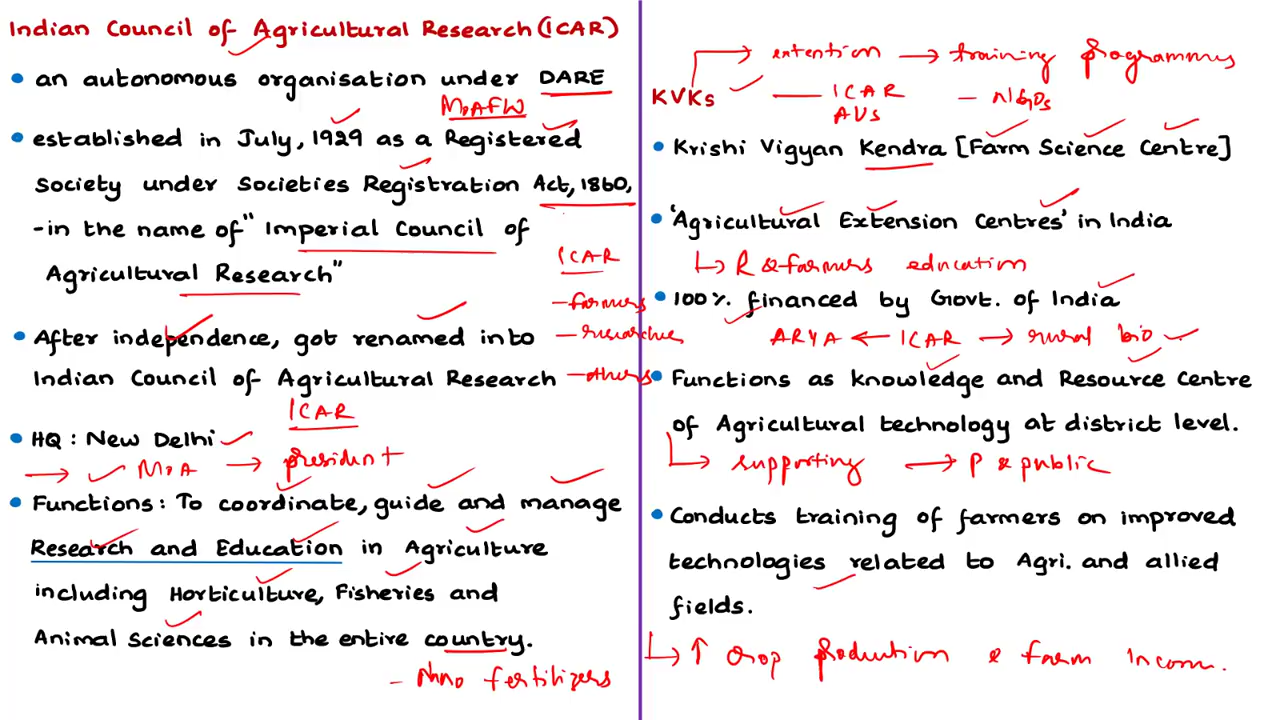 Indian Council of Agricultural Research (ICAR)
• an autonomous organisation under DARE
MoAFW
• established in July, 1929 as a Registered
Society under Societies Registration Act, 1860,
-in the name of" Imperial Council of
Agricultural Research"
ICAR
- farmers
- researches
- others
• After independence, got renamed into
Indian Council of Agricultural Research
ICAR
• HQ : New Delhi
→ MoA → president
• Functions : To coordinate, guide and manage
Research and Education in Agriculture
including Horticulture, Fisheries and
Animal Sciences in the entire country.
- Nano fertilizers
→ extention → training programmes
KVKs — ICAR - NGOs
AUs
• Krishi Vigyan Kendra [Farm Science Centre]
• 'Agricultural Extension Centres' in India
↳ R & farmers education
• 100% financed by Govt. of India
ARYA ← ICAR → rural bio
• Functions as knowledge and Resource Centre
of Agricultural technology at district level.
↳ supporting → P & public
• Conducts training of farmers on improved
technologies related to Agri. and allied
fields.
↳ ↑ crop production & farm Incom.